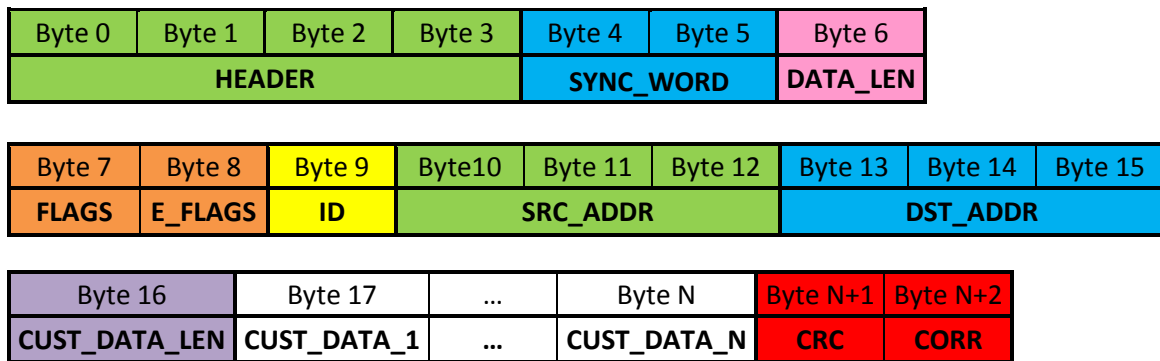 Byte 0 Byte 1 Byte 2 Byte 3 Byte 4 Byte 5 Byte 6
HEADER SYNC_WORD DATA_LEN
Byte 7 Byte 8 Byte 9 Byte10 Byte 11 Byte 12 Byte 13 Byte 14 Byte 15
FLAGS E_FLAGS ID SRC_ADDR DST_ADDR
Byte 16 Byte 17 ... Byte N Byte N+1 Byte N+2
CUST_DATA_LEN CUST_DATA_1 ... CUST_DATA_N CRC CORR